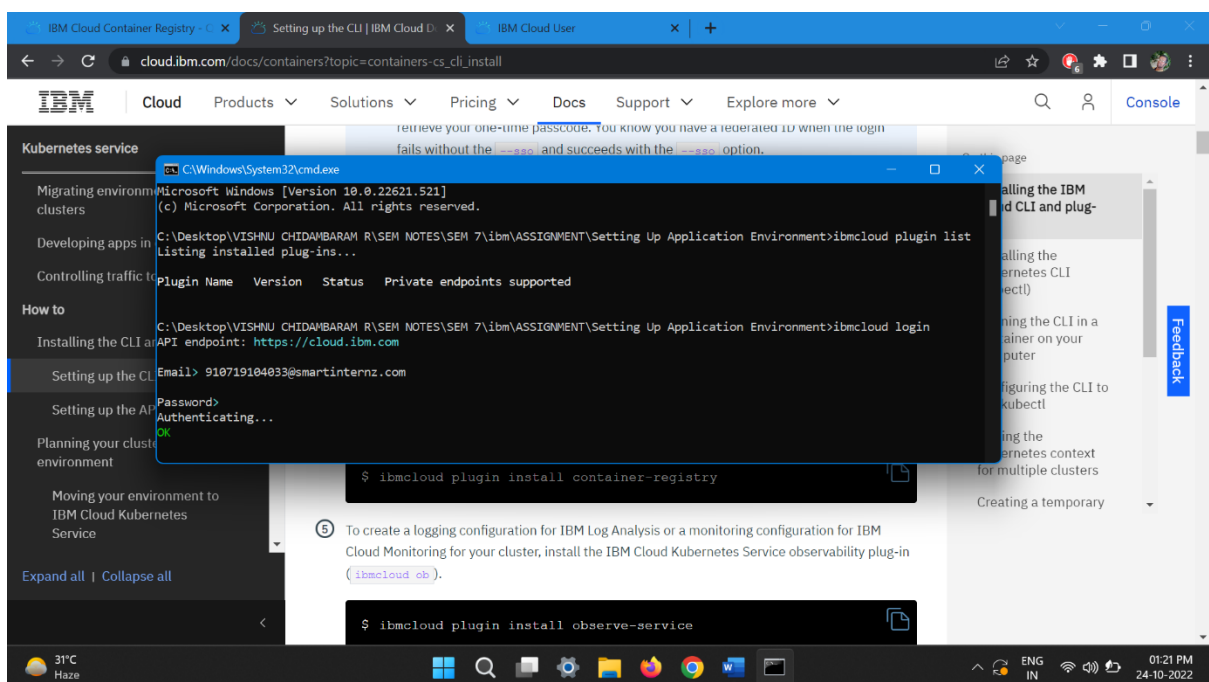 IBM Cloud Container Registry - C
Setting up the CLI | IBM Cloud D
IBM Cloud User
cloud.ibm.com/docs/containers?topic=containers-cs_cli_install
6
IBM
Cloud
Products
Solutions
Pricing
Docs
Support
Explore more
Console
Kubernetes service
Migrating environm
clusters
Developing apps in
Controlling traffic to
How to
Installing the CLI a
Setting up the CL
Setting up the AP
Planning your cluste
environment
Moving your environment to
IBM Cloud Kubernetes
Service
Expand all | Collapse all
retrieve your one-time passcode. You know you have a federated ID when the login
fails without the --sso and succeeds with the --sso option.
C:\Windows\System32\cmd.exe
Microsoft Windows [Version 10.0.22621.521]
(c) Microsoft Corporation. All rights reserved.
C:\Desktop\VISHNU CHIDAMBARAM R\SEM NOTES\SEM 7\ibm\ASSIGNMENT\Setting Up Application Environment>ibmcloud plugin list
Listing installed plug-ins...
Plugin Name Version Status Private endpoints supported
C:\Desktop\VISHNU CHIDAMBARAM R\SEM NOTES\SEM 7\ibm\ASSIGNMENT\Setting Up Application Environment>ibmcloud login
API endpoint: https://cloud.ibm.com
Email> 910719104033@smartinternz.com
Password>
Authenticating...
OK
$ ibmcloud plugin install container-registry
5 To create a logging configuration for IBM Log Analysis or a monitoring configuration for IBM
Cloud Monitoring for your cluster, install the IBM Cloud Kubernetes Service observability plug-in
( ibmcloud ob ).
$ ibmcloud plugin install observe-service
page
alling the IBM
d CLI and plug-
alling the
ernetes CLI
ectl)
ning the CLI in a
ainer on your
puter
figuring the CLI to
kubectl
ing the
ernetes context
for multiple clusters
Creating a temporary
Feedback
31°C
Haze
ENG
IN
01:21 PM
24-10-2022